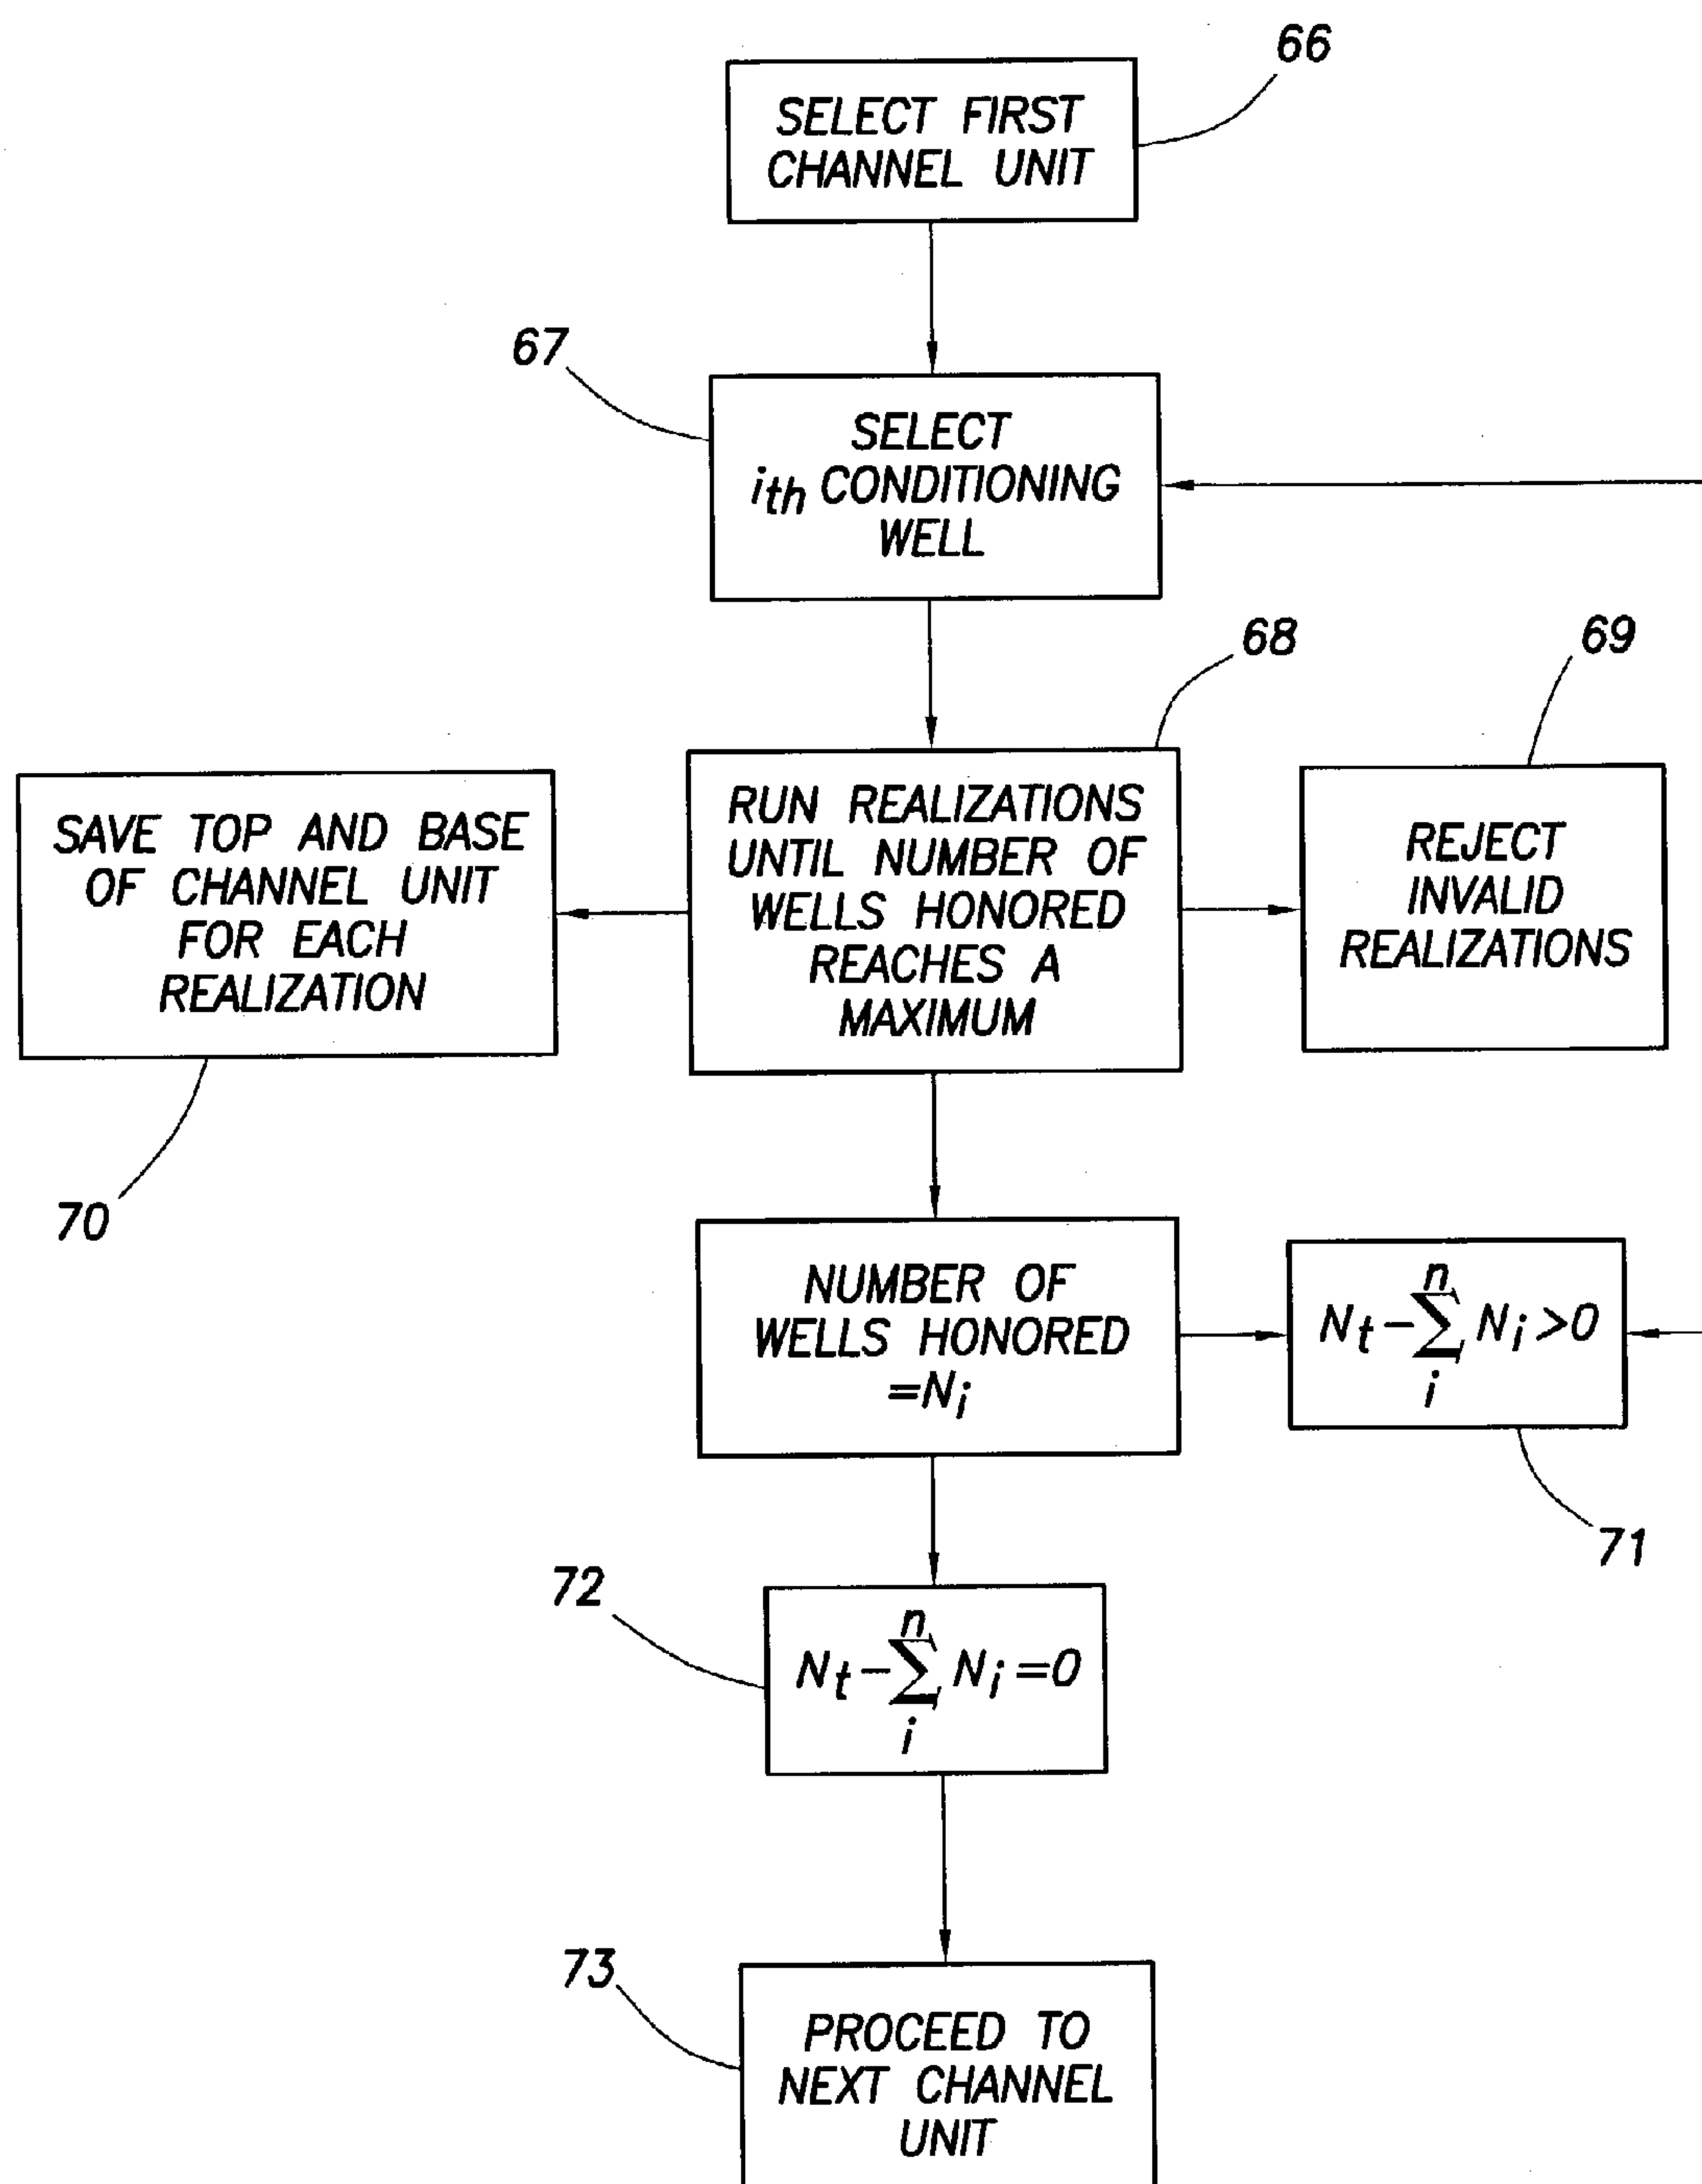 66
SELECT FIRST
CHANNEL UNIT
67
SELECT
ith CONDITIONING
WELL
68
69
SAVE TOP AND BASE
OF CHANNEL UNIT
FOR EACH
REALIZATION
RUN REALIZATIONS
UNTIL NUMBER OF
WELLS HONORED
REACHES A
MAXIMUM
REJECT
INVALID
REALIZATIONS
70
NUMBER OF
WELLS HONORED
=Ni
n
Nt-∑ Ni>0
i
71
72
n
Nt-∑ Ni=0
i
73
PROCEED TO
NEXT CHANNEL
UNIT